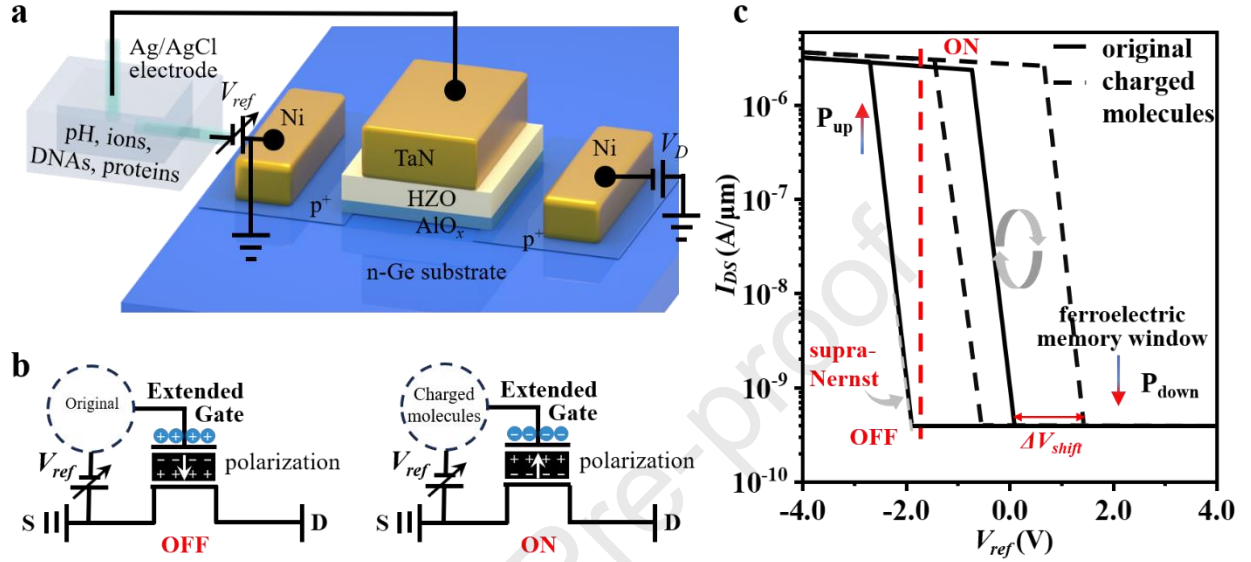 a
Ag/AgCl
electrode
V_ref
pH, ions,
DNAs, proteins
Ni
TaN
HZO
AlO_x
Ni
V_D
p⁺
p⁺
n-Ge substrate
b
Original
Extended
Gate
++++
V_ref
polarization
S
D
OFF
Charged
molecules
Extended
Gate
V_ref
polarization
S
D
ON
c
ON
original
charged
molecules
P_up
ferroelectric
memory window
P_down
supra-
Nernst
OFF
ΔV_shift
I_DS (A/μm)
10⁻⁶
10⁻⁷
10⁻⁸
10⁻⁹
10⁻¹⁰
-4.0 -2.0 0.0 2.0 4.0
V_ref (V)
Pre-proof